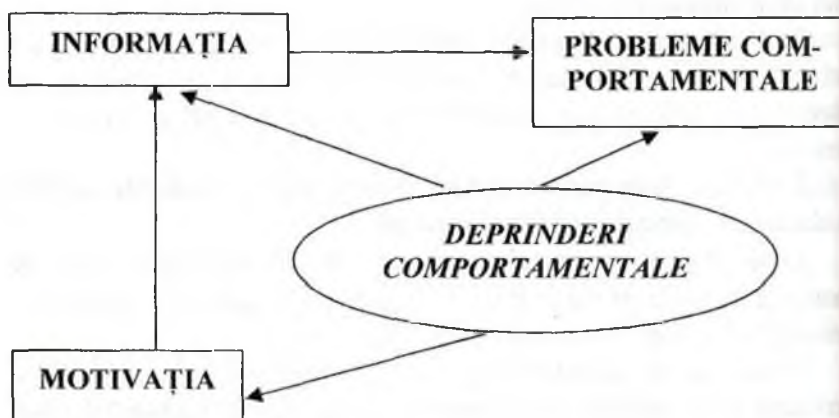 INFORMAȚIA
PROBLEME COM-
PORTAMENTALE
DEPRINDERI
COMPORTAMENTALE
MOTIVAȚIA